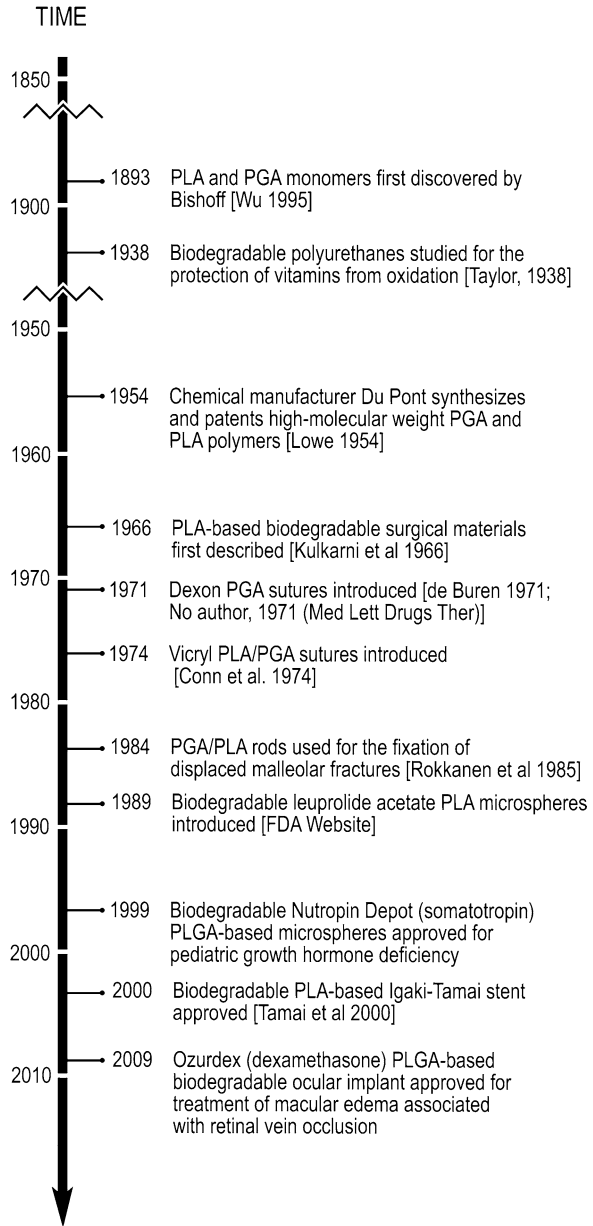 TIME
1850
1893 PLA and PGA monomers first discovered by
Bishoff [Wu 1995]
1900
1938 Biodegradable polyurethanes studied for the
protection of vitamins from oxidation [Taylor, 1938]
1950
1954 Chemical manufacturer Du Pont synthesizes
and patents high-molecular weight PGA and
PLA polymers [Lowe 1954]
1960
1966 PLA-based biodegradable surgical materials
first described [Kulkarni et al 1966]
1970
1971 Dexon PGA sutures introduced [de Buren 1971;
No author, 1971 (Med Lett Drugs Ther)]
1974 Vicryl PLA/PGA sutures introduced
[Conn et al. 1974]
1980
1984 PGA/PLA rods used for the fixation of
displaced malleolar fractures [Rokkanen et al 1985]
1989 Biodegradable leuprolide acetate PLA microspheres
introduced [FDA Website]
1990
1999 Biodegradable Nutropin Depot (somatotropin)
PLGA-based microspheres approved for
pediatric growth hormone deficiency
2000
2000 Biodegradable PLA-based Igaki-Tamai stent
approved [Tamai et al 2000]
2009 Ozurdex (dexamethasone) PLGA-based
2010
biodegradable ocular implant approved for
treatment of macular edema associated
with retinal vein occlusion